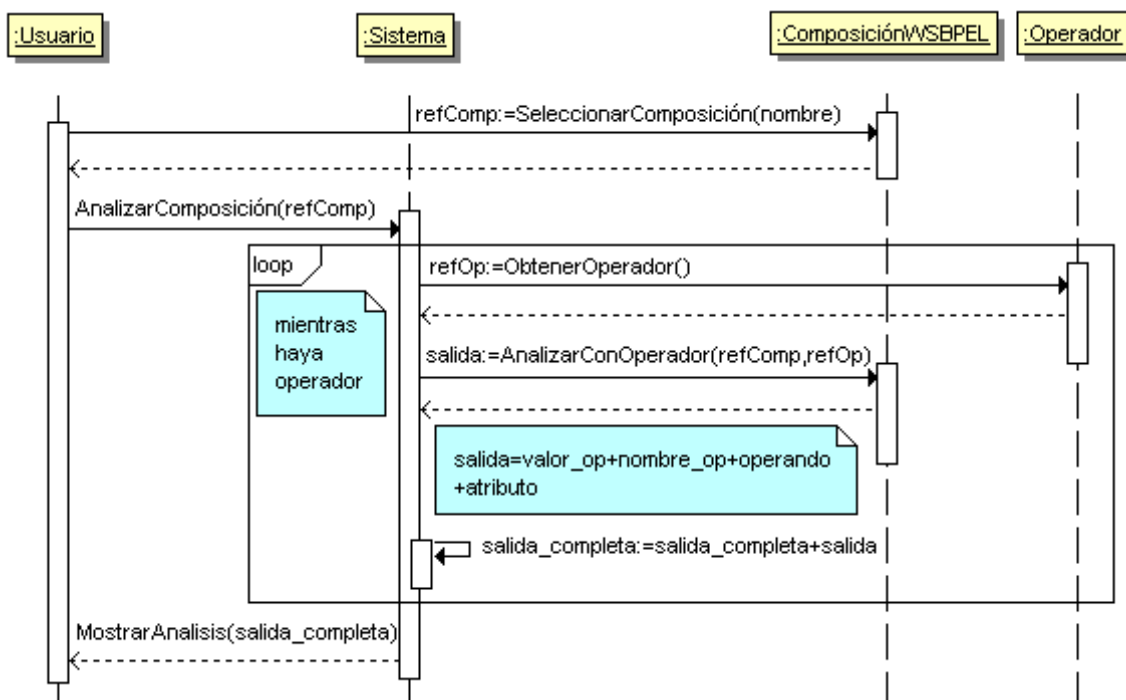 :Usuario
:Sistema
:ComposiciónWSBPEL
:Operador
refComp:=SeleccionarComposición(nombre)
AnalizarComposición(refComp)
loop
refOp:=ObtenerOperador()
mientras
haya
operador
salida:=AnalizarConOperador(refComp,refOp)
salida=valor_op+nombre_op+operando
+atributo
salida_completa:=salida_completa+salida
MostrarAnalisis(salida_completa)